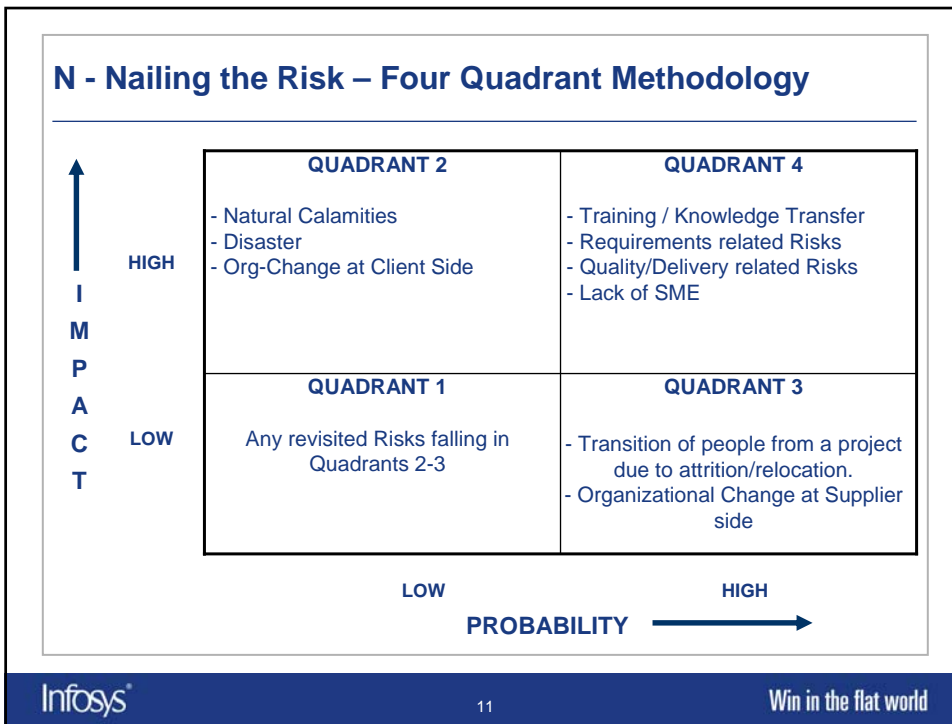 N - Nailing the Risk – Four Quadrant Methodology
QUADRANT 2
- Natural Calamities
- Disaster
- Org-Change at Client Side
QUADRANT 4
- Training / Knowledge Transfer
- Requirements related Risks
- Quality/Delivery related Risks
- Lack of SME
HIGH
I
M
P
A
C
T
LOW
QUADRANT 1
Any revisited Risks falling in
Quadrants 2-3
QUADRANT 3
- Transition of people from a project
due to attrition/relocation.
- Organizational Change at Supplier
side
LOW
HIGH
PROBABILITY
Infosys®
11
Win in the flat world